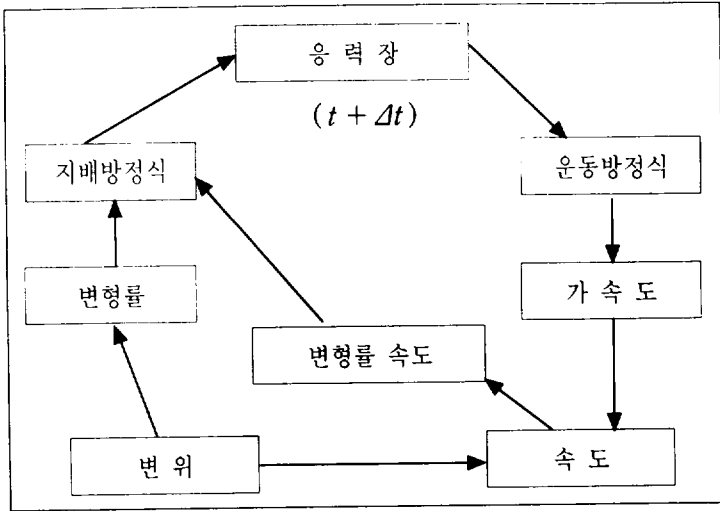 응 력 장
(t + Δt)
지배방정식
운동방정식
변형률
가 속 도
변형률 속도
변 위
속 도